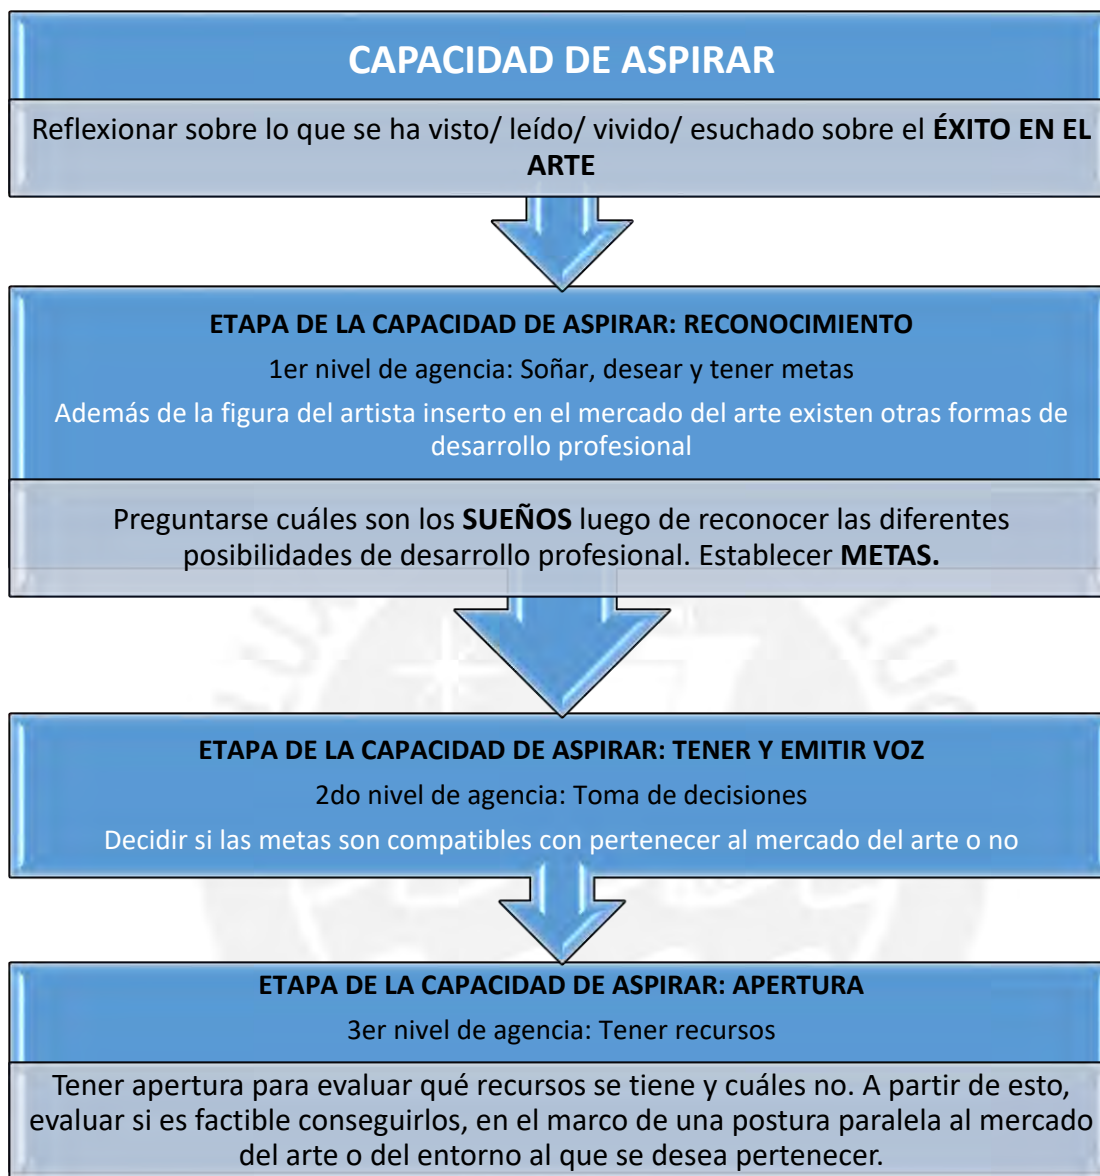 CAPACIDAD DE ASPIRAR
Reflexionar sobre lo que se ha visto/ leído/ vivido/ esuchado sobre el ÉXITO EN EL
ARTE
ETAPA DE LA CAPACIDAD DE ASPIRAR: RECONOCIMIENTO
1er nivel de agencia: Soñar, desear y tener metas
Además de la figura del artista inserto en el mercado del arte existen otras formas de
desarrollo profesional
Preguntarse cuáles son los SUEÑOS luego de reconocer las diferentes
posibilidades de desarrollo profesional. Establecer METAS.
ETAPA DE LA CAPACIDAD DE ASPIRAR: TENER Y EMITIR VOZ
2do nivel de agencia: Toma de decisiones
Decidir si las metas son compatibles con pertenecer al mercado del arte o no
ETAPA DE LA CAPACIDAD DE ASPIRAR: APERTURA
3er nivel de agencia: Tener recursos
Tener apertura para evaluar qué recursos se tiene y cuáles no. A partir de esto,
evaluar si es factible conseguirlos, en el marco de una postura paralela al mercado
del arte o del entorno al que se desea pertenecer.